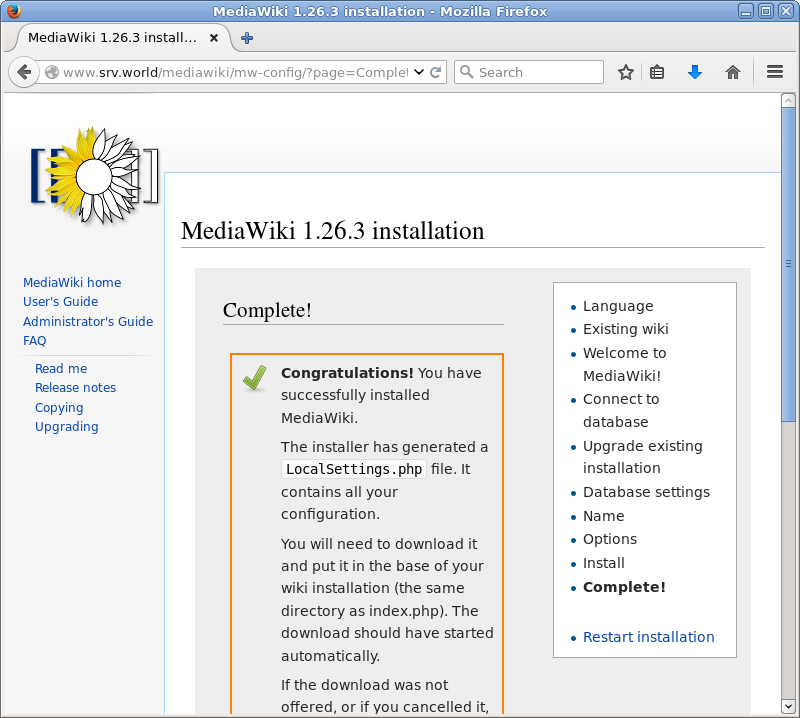 MediaWiki 1.26.3 installation - Mozilla Firefox
MediaWiki 1.26.3 install...
www.srv.world/mediawiki/mw-config/?page=Complet
Search
MediaWiki home
User's Guide
Administrator's Guide
FAQ
Read me
Release notes
Copying
Upgrading
MediaWiki 1.26.3 installation
Complete!
Congratulations! You have
successfully installed
MediaWiki.
The installer has generated a
LocalSettings.php file. It
contains all your
configuration.
You will need to download it
and put it in the base of your
wiki installation (the same
directory as index.php). The
download should have started
automatically.
If the download was not
offered, or if you cancelled it,
Language
Existing wiki
Welcome to
MediaWiki!
Connect to
database
Upgrade existing
installation
Database settings
Name
Options
Install
Complete!
Restart installation